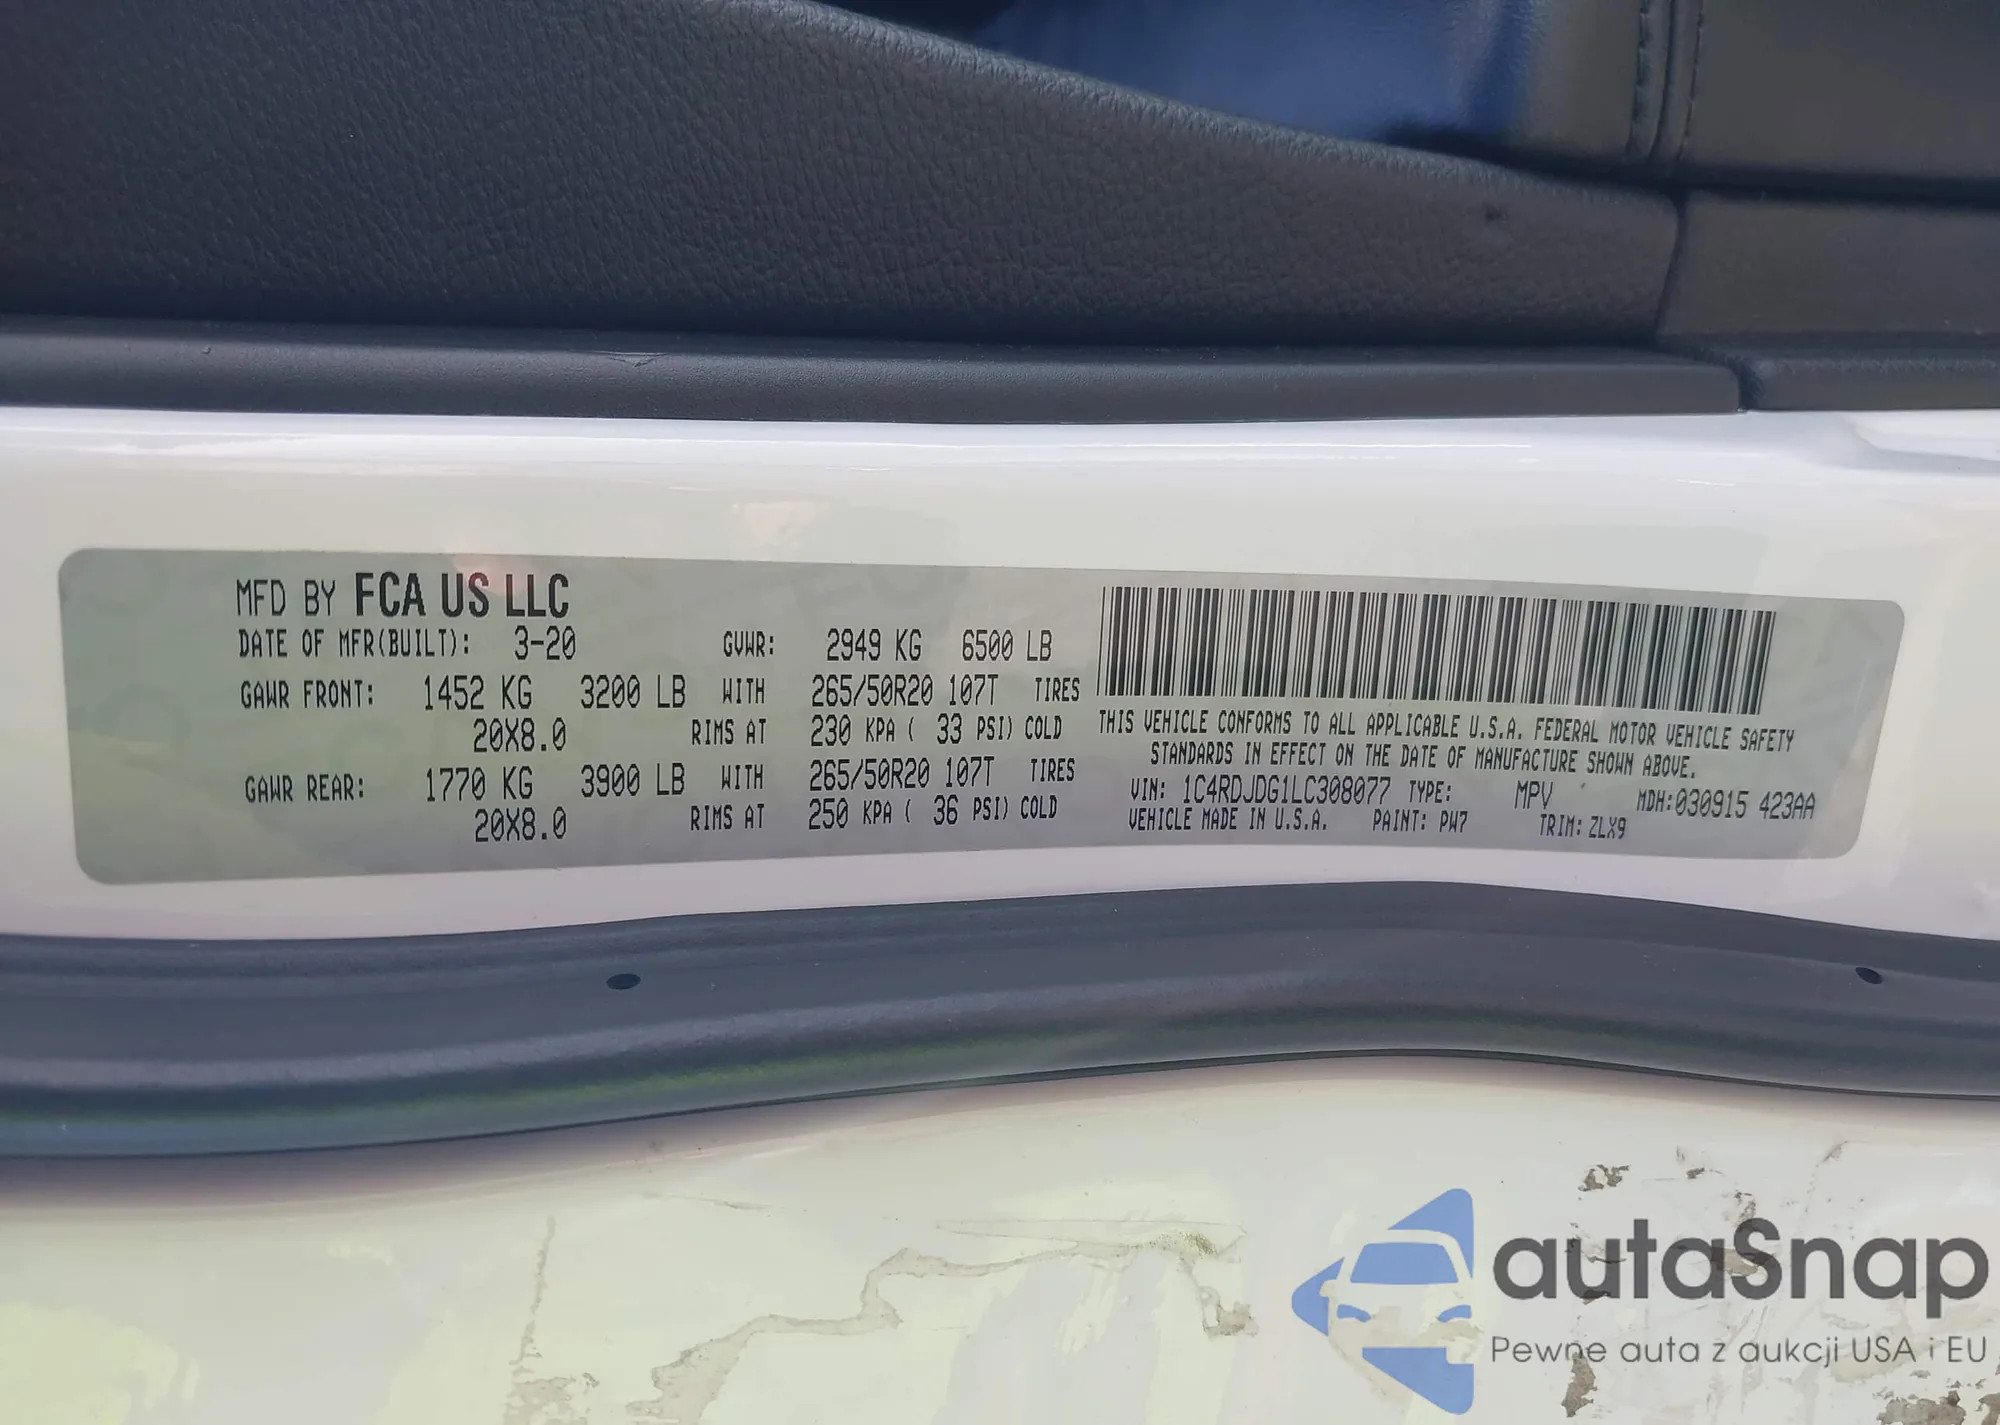 MFD BY FCA US LLC
DATE OF MFR(BUILT): 3-20 GVWR: 2949 KG 6500 LB
GAWR FRONT: 1452 KG 3200 LB WITH 265/50R20 107T TIRES
20X8.0 RIMS AT 230 KPA ( 33 PSI) COLD
GAWR REAR: 1770 KG 3900 LB WITH 265/50R20 107T TIRES
20X8.0 RIMS AT 250 KPA ( 36 PSI) COLD
THIS VEHICLE CONFORMS TO ALL APPLICABLE U.S.A. FEDERAL MOTOR VEHICLE SAFETY
STANDARDS IN EFFECT ON THE DATE OF MANUFACTURE SHOWN ABOVE.
VIN: 1C4RDJDG1LC308077 TYPE: MPV MDH:030915 423AA
VEHICLE MADE IN U.S.A. PAINT: PW7 TRIM: ZLX9
autaSnap
Pewne auta z aukcji USA i EU